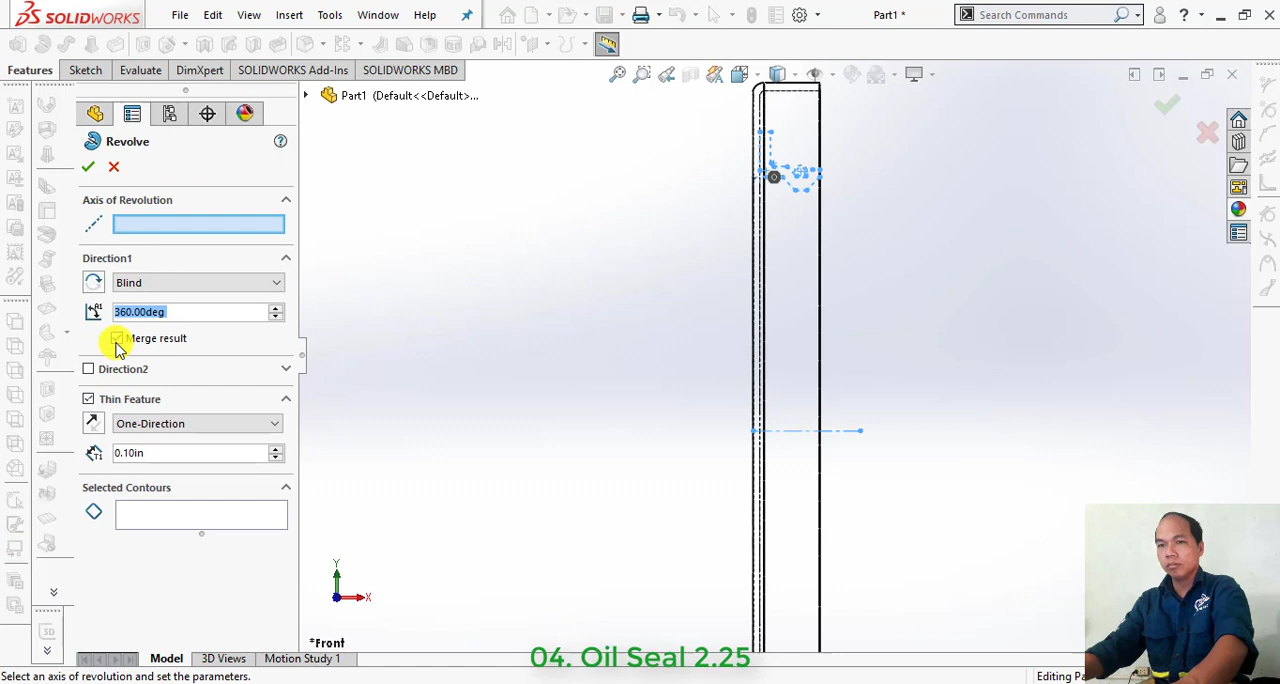 SOLIDWORKS
File
Edit
View
Insert
Tools
Window
Help
Part1 *
Search Commands
Features
Sketch
Evaluate
DimXpert
SOLIDWORKS Add-Ins
SOLIDWORKS MBD
Part1 (Default<<Default>...
Revolve
Axis of Revolution
Direction1
Blind
360.00deg
Merge result
Direction2
Thin Feature
One-Direction
0.10in
Selected Contours
Y
X
*Front
04. Oil Seal 2.25
Model
3D Views
Motion Study 1
Select an axis of revolution and set the parameters.
Editing Pa